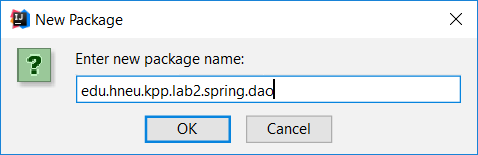 New Package
Enter new package name:
edu.hneu.kpp.lab2.spring.dao
OK
Cancel